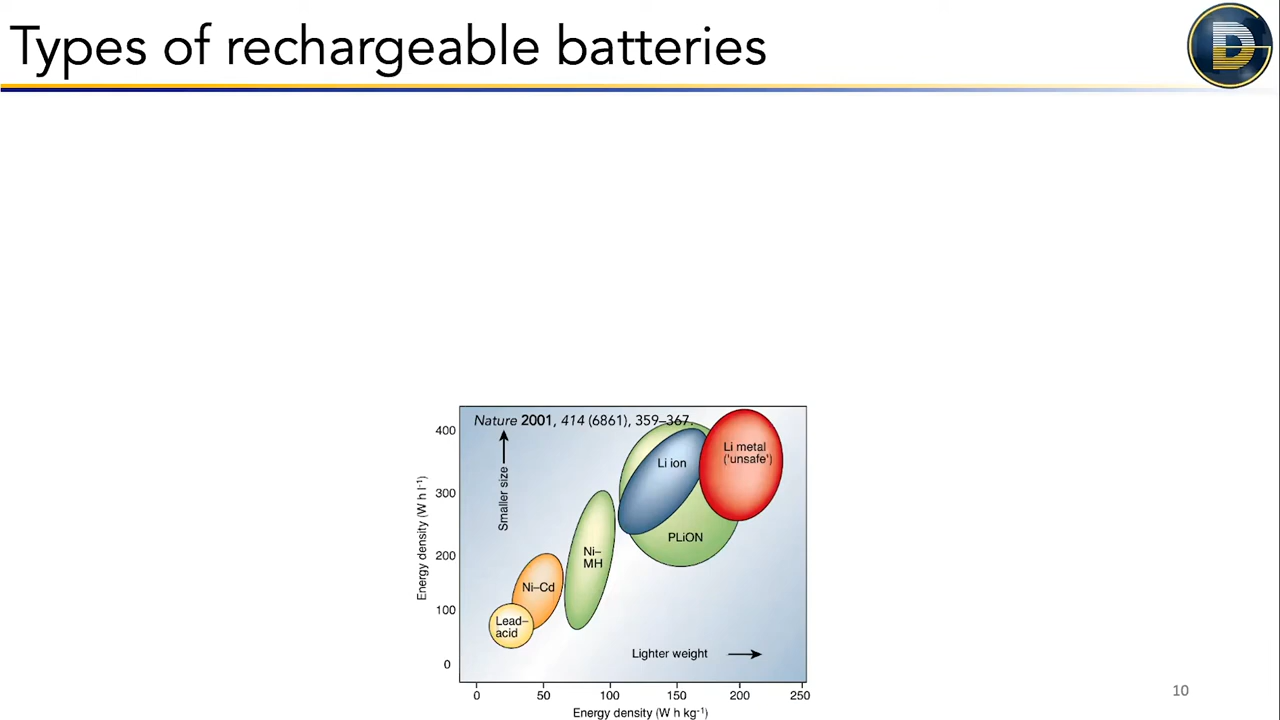 Types of rechargeable batteries
Nature 2001, 414 (6861), 359–367.
400
300
200
100
0
Energy density (W h l⁻¹)
Smaller size
Li metal
('unsafe')
Li ion
PLiON
Ni–
MH
Ni–Cd
Lead–
acid
Lighter weight
0 50 100 150 200 250
Energy density (W h kg⁻¹)
10